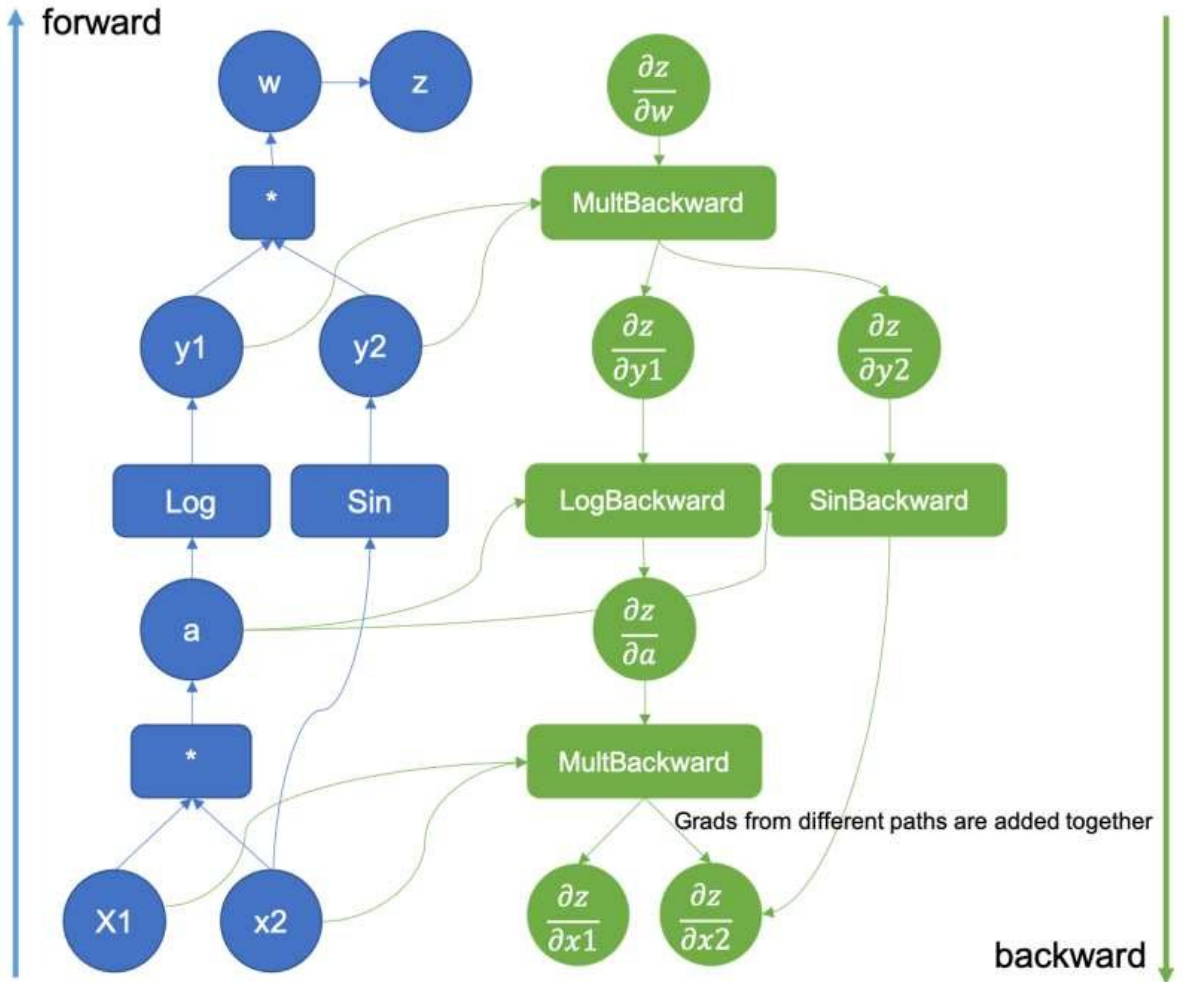 forward
w
z
∂z
∂w
*
MultBackward
y1
y2
∂z
∂y1
∂z
∂y2
Log
Sin
LogBackward
SinBackward
a
∂z
∂a
*
MultBackward
Grads from different paths are added together
X1
x2
∂z
∂x1
∂z
∂x2
backward